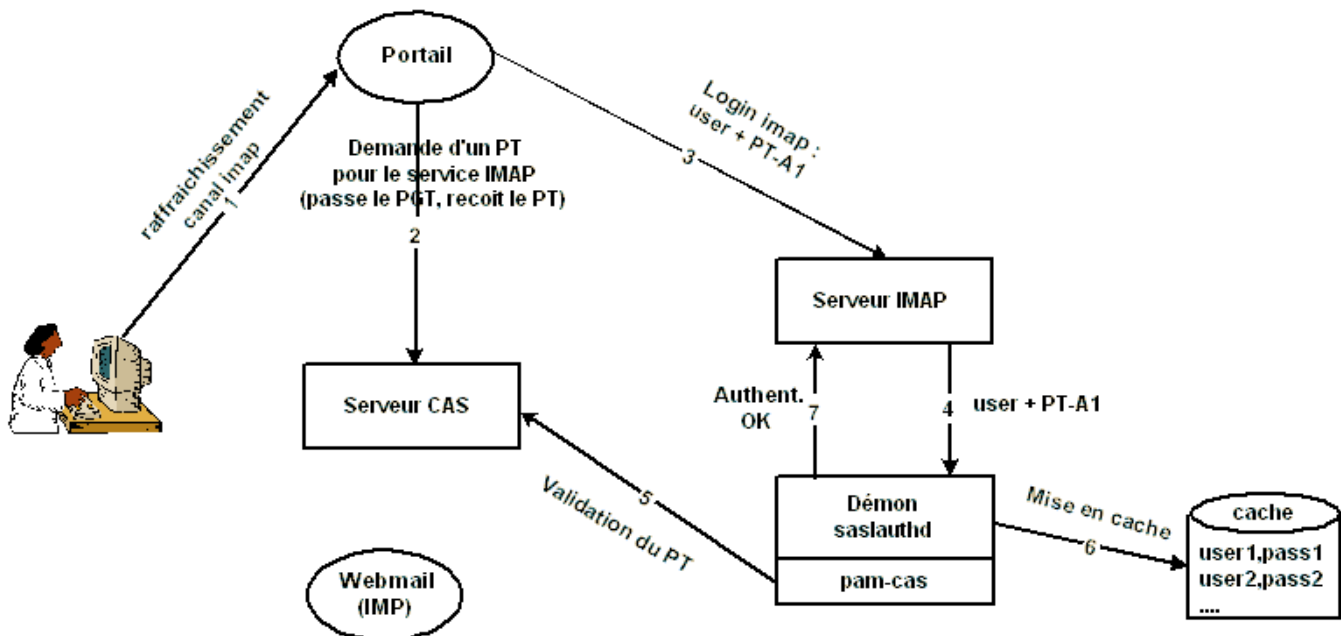 Portail
raffraichissement
canal imap
1
Demande d'un PT
pour le service IMAP
(passe le PGT, recoit le PT)
2
Login imap :
user + PT-A1
3
Serveur IMAP
Serveur CAS
Authent.
OK
7
4
user + PT-A1
5
Validation du PT
Démon
saslauthd
pam-cas
Mise en cache
6
cache
user1,pass1
user2,pass2
....
Webmail
(IMP)